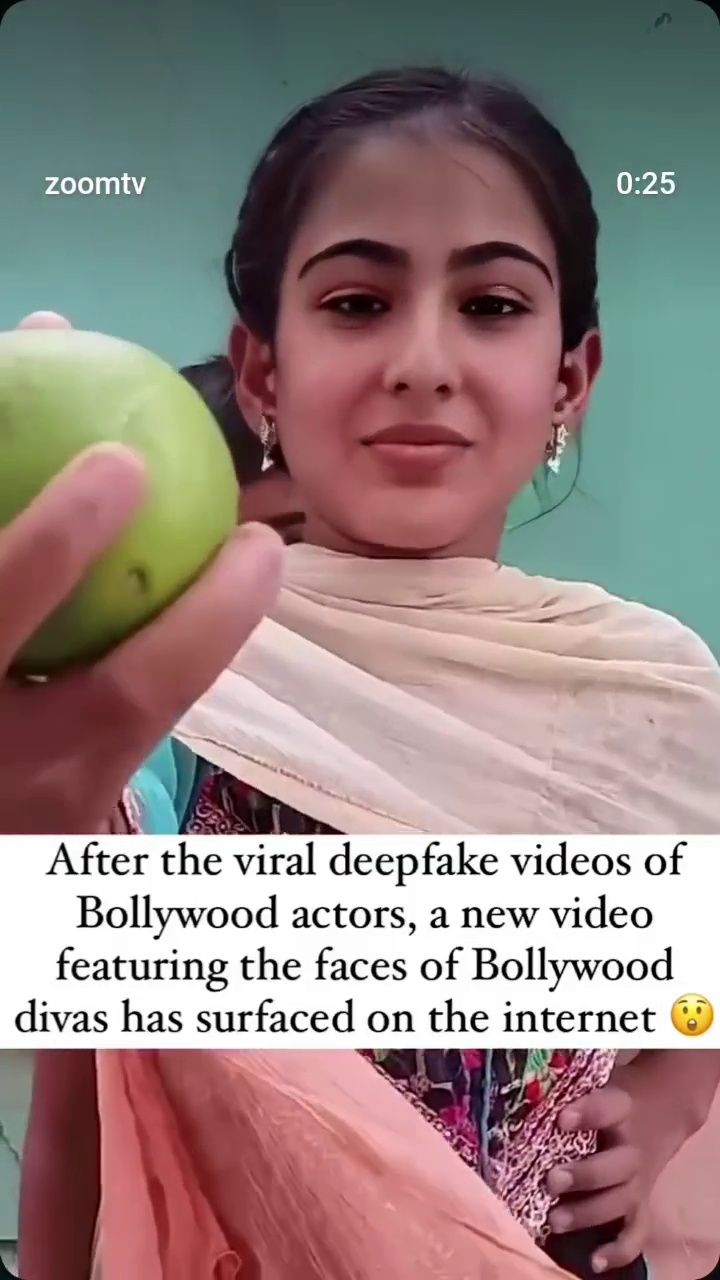 zoomtv
0:25
After the viral deepfake videos of
Bollywood actors, a new video
featuring the faces of Bollywood
divas has surfaced on the internet 😲